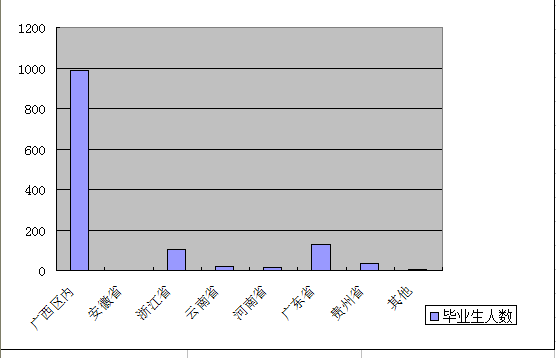 1200
1000
800
600
400
200
0
广西区内
安徽省
浙江省
云南省
河南省
广东省
贵州省
其他
毕业生人数